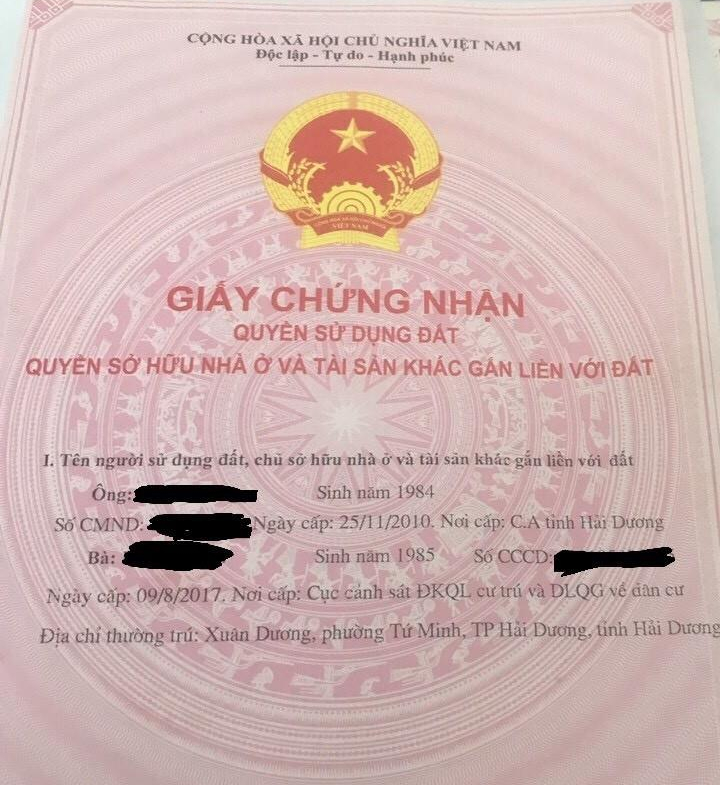 CỘNG HÒA XÃ HỘI CHỦ NGHĨA VIỆT NAM
Độc lập - Tự do - Hạnh phúc
VIỆT NAM
GIẤY CHỨNG NHẬN
QUYỀN SỬ DỤNG ĐẤT
QUYỀN SỞ HỮU NHÀ Ở VÀ TÀI SẢN KHÁC GẮN LIỀN VỚI ĐẤT
I. Tên người sử dụng đất, chủ sở hữu nhà ở và tài sản khác gắn liền với đất
Ông: Sinh năm 1984
Số CMND: Ngày cấp: 25/11/2010. Nơi cấp: C.A tỉnh Hải Dương
Bà: Sinh năm 1985 Số CCCD:
Ngày cấp: 09/8/2017. Nơi cấp: Cục cảnh sát ĐKQL cư trú và DLQG về dân cư
Địa chỉ thường trú: Xuân Dương, phường Tứ Minh, TP Hải Dương, tỉnh Hải Dương